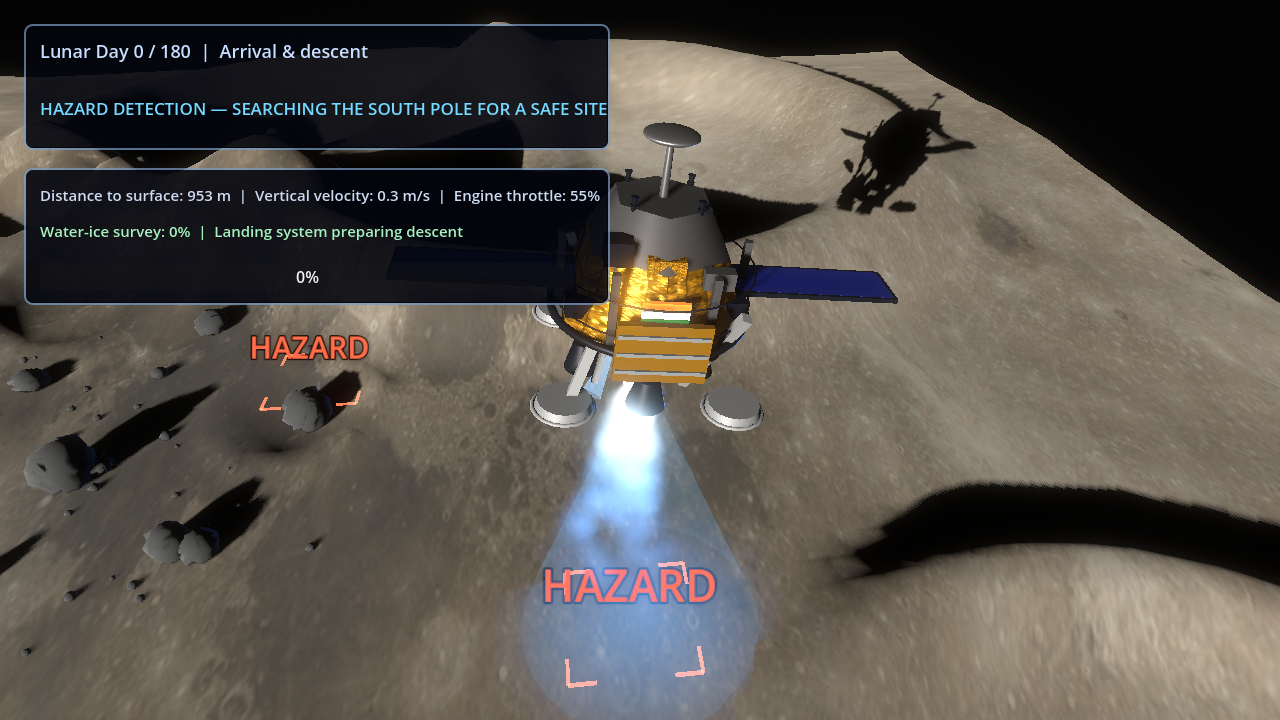 Lunar Day 0 / 180 | Arrival & descent
HAZARD DETECTION — SEARCHING THE SOUTH POLE FOR A SAFE SITE
Distance to surface: 953 m | Vertical velocity: 0.3 m/s | Engine throttle: 55%
Water-ice survey: 0% | Landing system preparing descent
0%
HAZARD
HAZARD